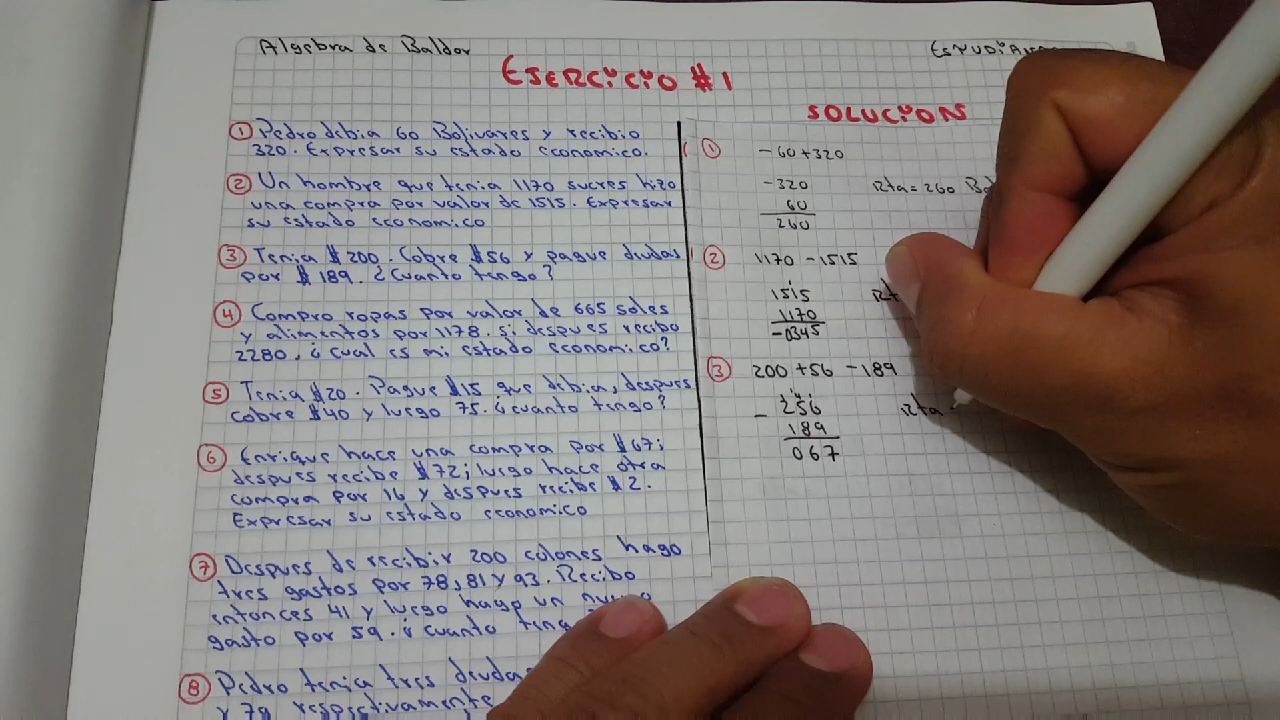 Algebra de Baldor
EJERCiCiO #1
① Pedro debia 60 Bolivares y recibio
320. Expresar su estado economico.
② Un hombre que tenia 1170 sucres hizo
una compra por valor de 1515. Expresar
su estado economico
③ Tenia $200. Cobre $56 y pague dudas
por $189. ¿Cuanto tengo?
④ Compro ropas por valor de 665 soles
y alimentos por 1178. si despues recibo
2280, ¿cual es mi estado economico?
⑤ Tenia $20. Pague $15 que debia, despues
cobre $40 y luego 75. ¿cuanto tengo?
⑥ Enrique hace una compra por $67;
despues recibe $72; luego hace otra
compra por 16 y despues recibe $2.
Expresar su estado economico
⑦ Despues de recibir 200 colones hago
tres gastos por 78, 81 y 93. Recibo
entonces 41 y luego hago un nuevo
gasto por 59. ¿cuanto
⑧ Pedro tenia tres deudas
y 79 respectivamente
SOLUCiONS
① -60+320
-320
60
260
Rta=260
② 1170 -1515
1515
1170
-0345
③ 200 +56 -189
- 256
189
067
Rta